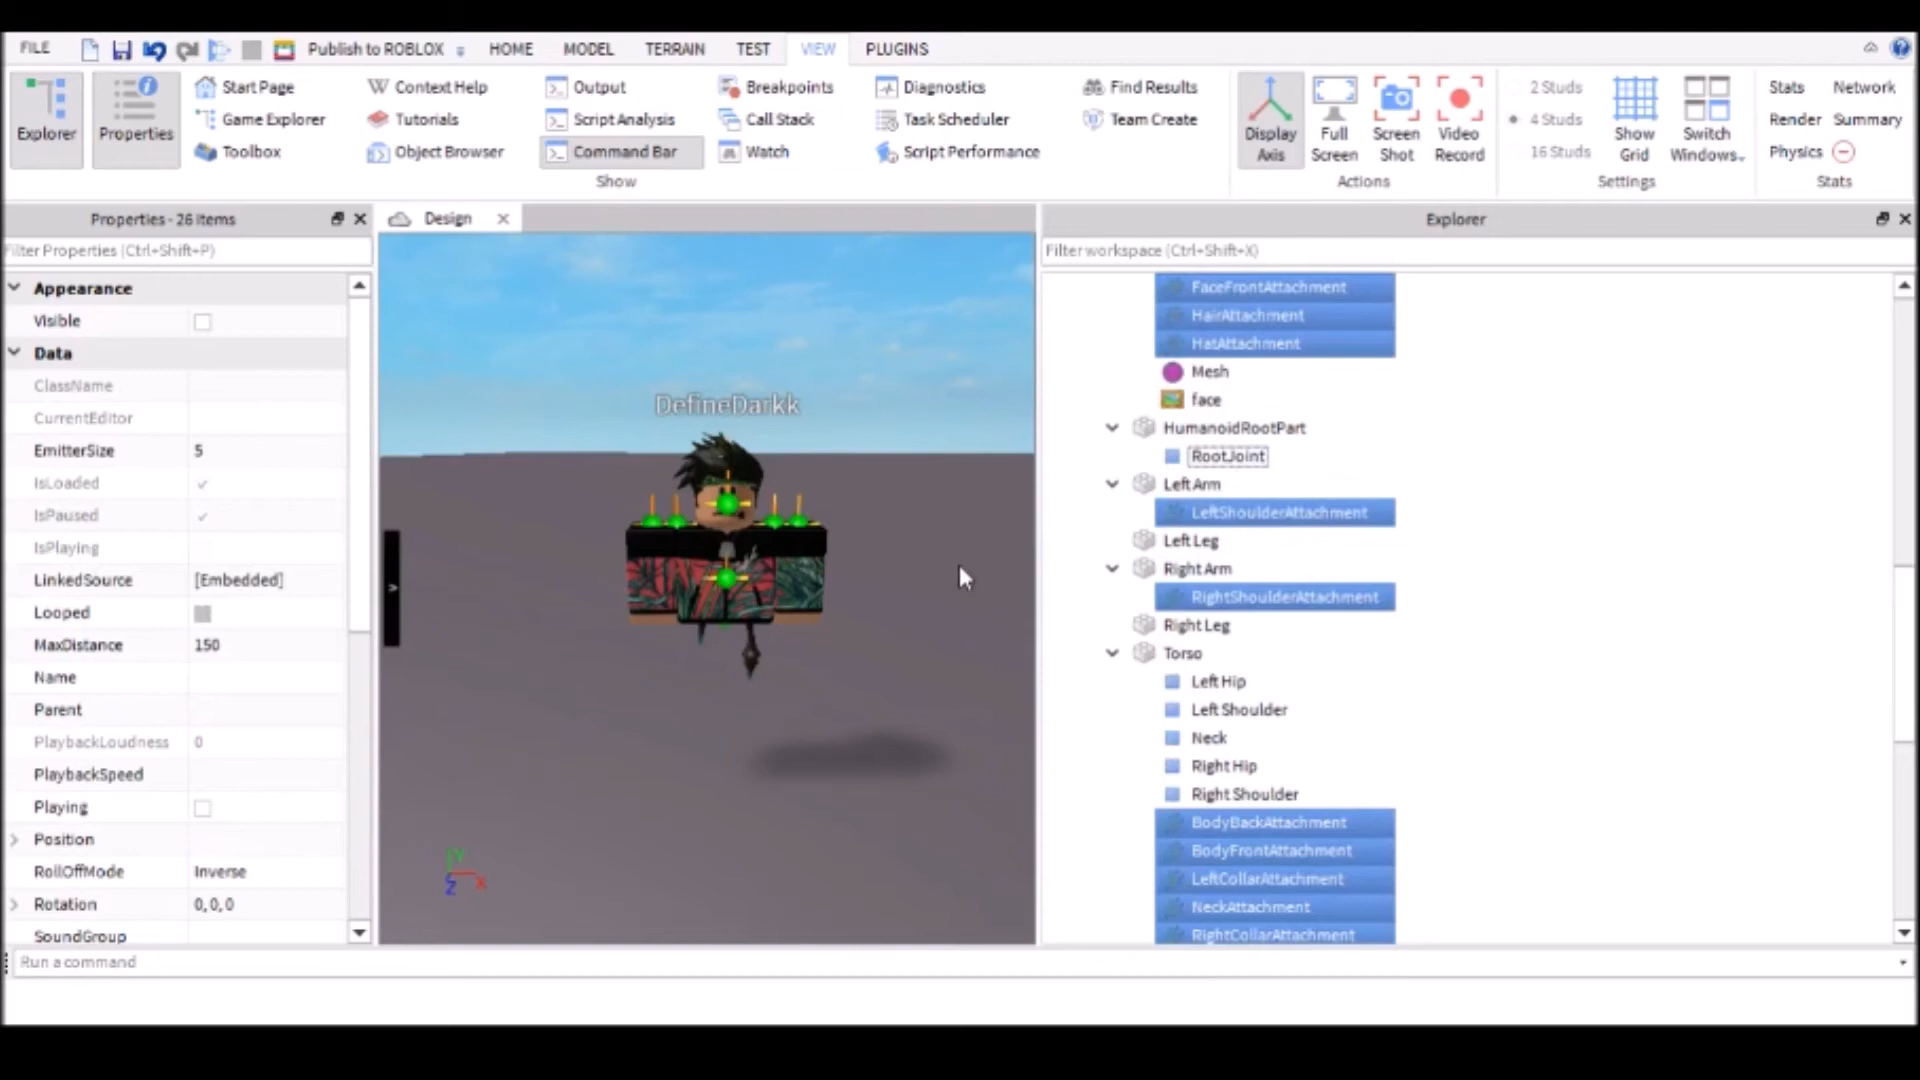 FILE Publish to ROBLOX HOME MODEL TERRAIN TEST VIEW PLUGINS
Explorer
Properties
Start Page
Game Explorer
Toolbox
Context Help
Tutorials
Object Browser
Output
Script Analysis
Command Bar
Breakpoints
Call Stack
Watch
Diagnostics
Task Scheduler
Script Performance
Find Results
Team Create
Show
Display
Axis
Full
Screen
Screen
Shot
Video
Record
Actions
2 Studs
4 Studs
16 Studs
Show
Grid
Switch
Windows
Settings
Stats Network
Render Summary
Physics
Stats
Properties - 26 Items
Filter Properties (Ctrl+Shift+P)
Appearance
Visible
Data
ClassName
CurrentEditor
EmitterSize 5
IsLoaded
IsPaused
IsPlaying
LinkedSource [Embedded]
Looped
MaxDistance 150
Name
Parent
PlaybackLoudness 0
PlaybackSpeed
Playing
Position
RollOffMode Inverse
Rotation 0, 0, 0
SoundGroup
Design
DefineDarkk
Y
Z X
Explorer
Filter workspace (Ctrl+Shift+X)
FaceFrontAttachment
HairAttachment
HatAttachment
Mesh
face
HumanoidRootPart
RootJoint
Left Arm
LeftShoulderAttachment
Left Leg
Right Arm
RightShoulderAttachment
Right Leg
Torso
Left Hip
Left Shoulder
Neck
Right Hip
Right Shoulder
BodyBackAttachment
BodyFrontAttachment
LeftCollarAttachment
NeckAttachment
RightCollarAttachment
Run a command